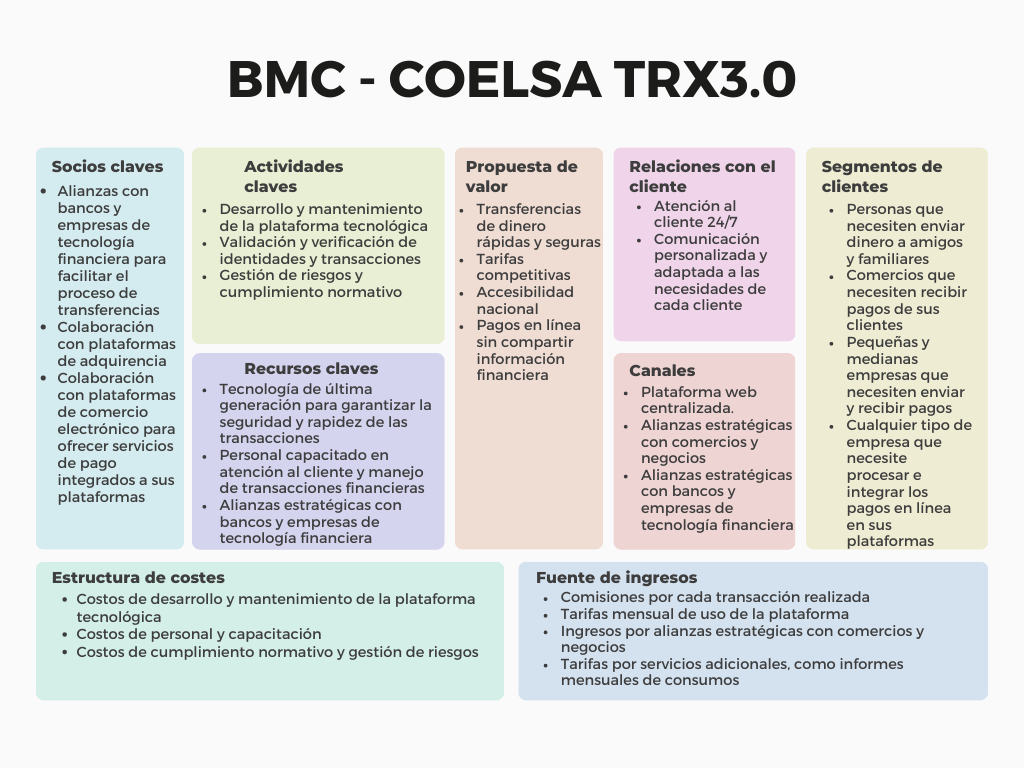 BMC - COELSA TRX3.0
Socios claves
• Alianzas con
bancos y
empresas de
tecnología
financiera para
facilitar el
proceso de
transferencias
• Colaboración
con plataformas
de adquirencia
• Colaboración
con plataformas
de comercio
electrónico para
ofrecer servicios
de pago
integrados a sus
plataformas
Actividades
claves
• Desarrollo y mantenimiento
de la plataforma tecnológica
• Validación y verificación de
identidades y transacciones
• Gestión de riesgos y
cumplimiento normativo
Recursos claves
• Tecnología de última
generación para garantizar la
seguridad y rapidez de las
transacciones
• Personal capacitado en
atención al cliente y manejo
de transacciones financieras
• Alianzas estratégicas con
bancos y empresas de
tecnología financiera
Propuesta de
valor
• Transferencias
de dinero
rápidas y seguras
• Tarifas
competitivas
• Accesibilidad
nacional
• Pagos en línea
sin compartir
información
financiera
Relaciones con el
cliente
• Atención al
cliente 24/7
• Comunicación
personalizada y
adaptada a las
necesidades de
cada cliente
Canales
• Plataforma web
centralizada.
• Alianzas estratégicas
con comercios y
negocios
• Alianzas estratégicas
con bancos y
empresas de
tecnología financiera
Segmentos de
clientes
• Personas que
necesiten enviar
dinero a amigos
y familiares
• Comercios que
necesiten recibir
pagos de sus
clientes
• Pequeñas y
medianas
empresas que
necesiten enviar
y recibir pagos
• Cualquier tipo de
empresa que
necesite
procesar e
integrar los
pagos en línea
en sus
plataformas
Estructura de costes
• Costos de desarrollo y mantenimiento de la plataforma
tecnológica
• Costos de personal y capacitación
• Costos de cumplimiento normativo y gestión de riesgos
Fuente de ingresos
• Comisiones por cada transacción realizada
• Tarifas mensual de uso de la plataforma
• Ingresos por alianzas estratégicas con comercios y
negocios
• Tarifas por servicios adicionales, como informes
mensuales de consumos